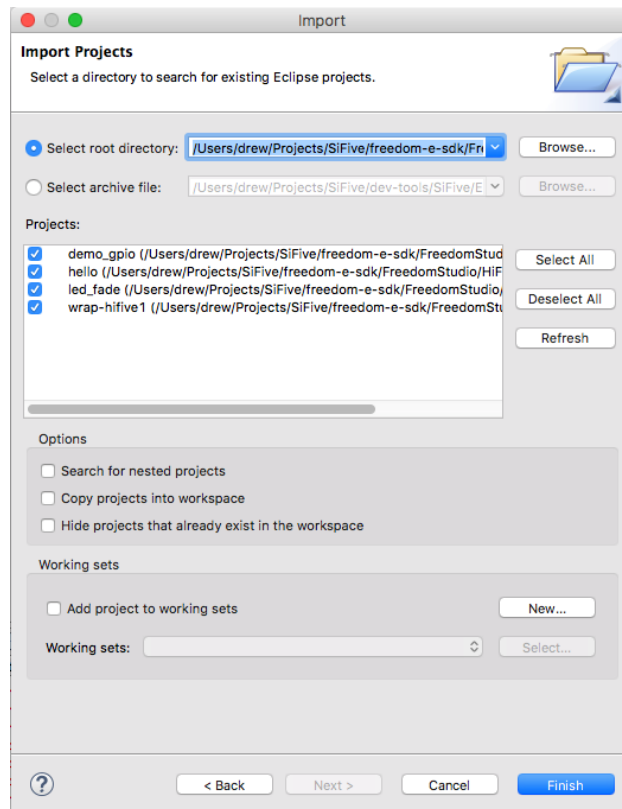 Import
Import Projects
Select a directory to search for existing Eclipse projects.
Select root directory: /Users/drew/Projects/SiFive/freedom-e-sdk/Fre Browse...
Select archive file: /Users/drew/Projects/SiFive/dev-tools/SiFive/E Browse...
Projects:
demo_gpio (/Users/drew/Projects/SiFive/freedom-e-sdk/FreedomStud Select All
hello (/Users/drew/Projects/SiFive/freedom-e-sdk/FreedomStudio/HiF
led_fade (/Users/drew/Projects/SiFive/freedom-e-sdk/FreedomStudio/ Deselect All
wrap-hifive1 (/Users/drew/Projects/SiFive/freedom-e-sdk/FreedomStu
Refresh
Options
Search for nested projects
Copy projects into workspace
Hide projects that already exist in the workspace
Working sets
Add project to working sets New...
Working sets: Select...
? < Back Next > Cancel Finish